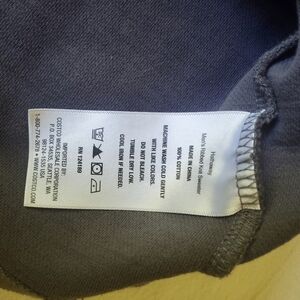 Hathaway
Men's Ribbed Knit Sweater
MADE IN CHINA
100% COTTON
MACHINE WASH COLD GENTLY
WITH LIKE COLORS.
DO NOT BLEACH.
TUMBLE DRY LOW.
COOL IRON IF NEEDED.
RN 124189
IMPORTED BY:
COSTCO WHOLESALE CORPORATION
P.O. BOX 34535, SEATTLE, WA
98124-1535 USA
1-800-774-2678 • WWW.COSTCO.COM